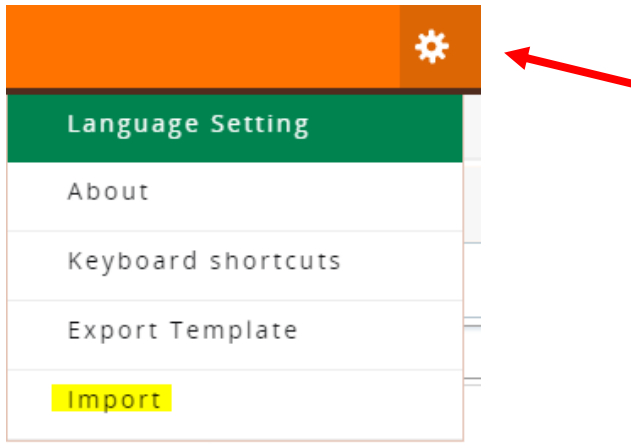 Language Setting
About
Keyboard shortcuts
Export Template
Import